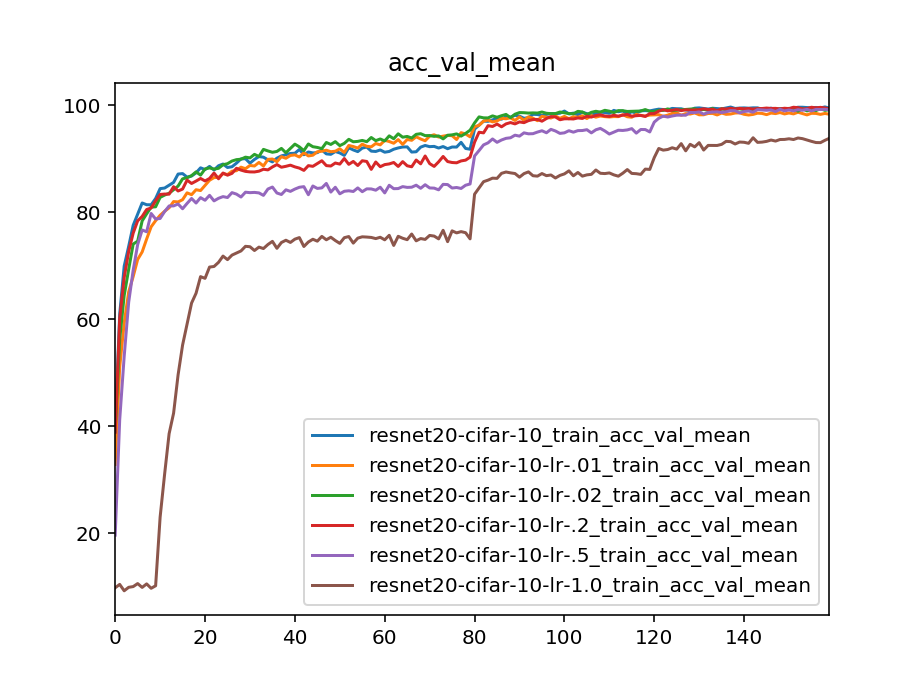 acc_val_mean
100
80
60
40
20
resnet20-cifar-10_train_acc_val_mean
resnet20-cifar-10-lr-.01_train_acc_val_mean
resnet20-cifar-10-lr-.02_train_acc_val_mean
resnet20-cifar-10-lr-.2_train_acc_val_mean
resnet20-cifar-10-lr-.5_train_acc_val_mean
resnet20-cifar-10-lr-1.0_train_acc_val_mean
0 20 40 60 80 100 120 140